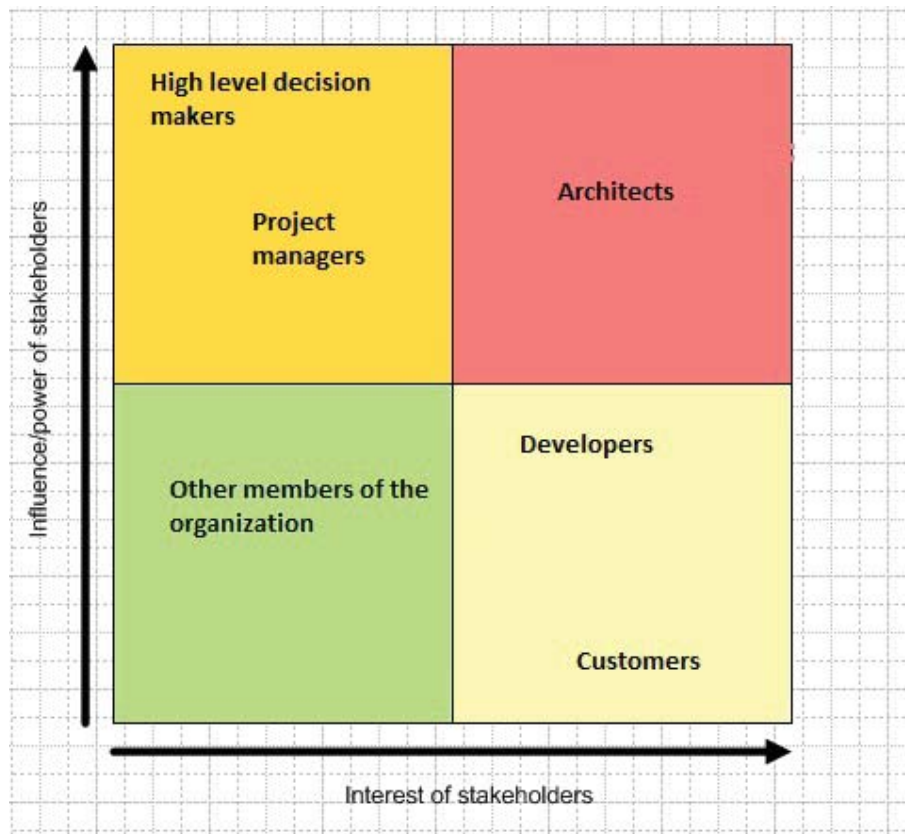 High level decision
makers
Architects
Project
managers
Influence/power of stakeholders
Developers
Other members of the
organization
Customers
Interest of stakeholders